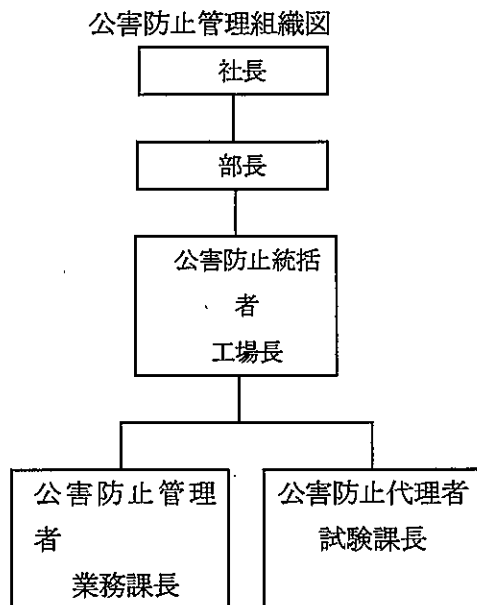 公害防止管理組織図
社長
部長
公害防止統括
者
工場長
公害防止管理
者
業務課長
公害防止代理者
試験課長